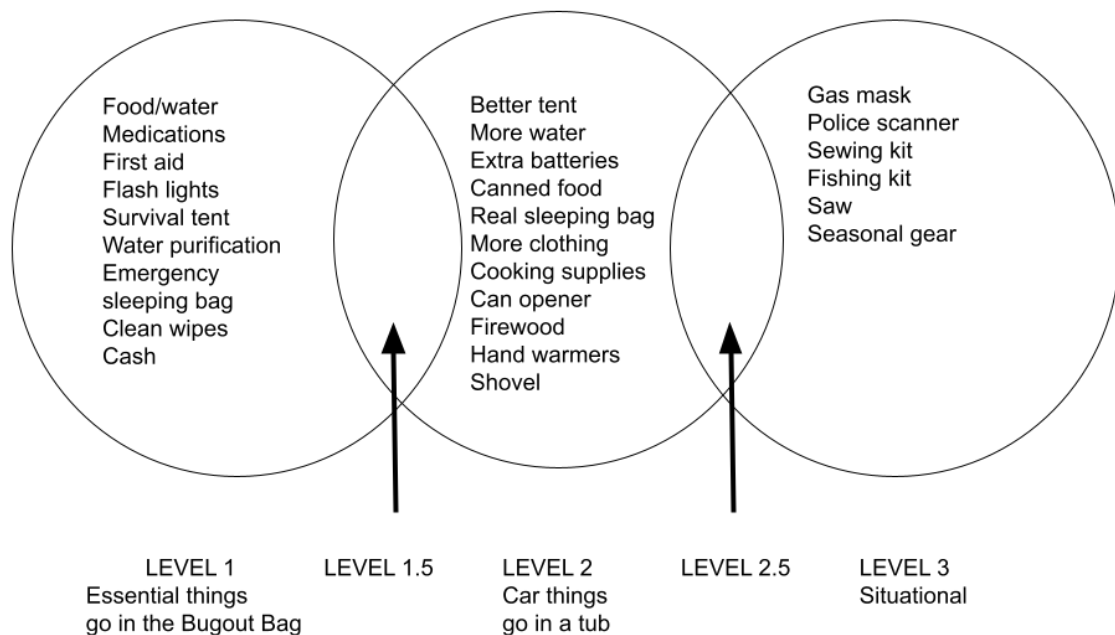 Food/water
Medications
First aid
Flash lights
Survival tent
Water purification
Emergency
sleeping bag
Clean wipes
Cash
Better tent
More water
Extra batteries
Canned food
Real sleeping bag
More clothing
Cooking supplies
Can opener
Firewood
Hand warmers
Shovel
Gas mask
Police scanner
Sewing kit
Fishing kit
Saw
Seasonal gear
LEVEL 1
Essential things
go in the Bugout Bag
LEVEL 1.5
LEVEL 2
Car things
go in a tub
LEVEL 2.5
LEVEL 3
Situational